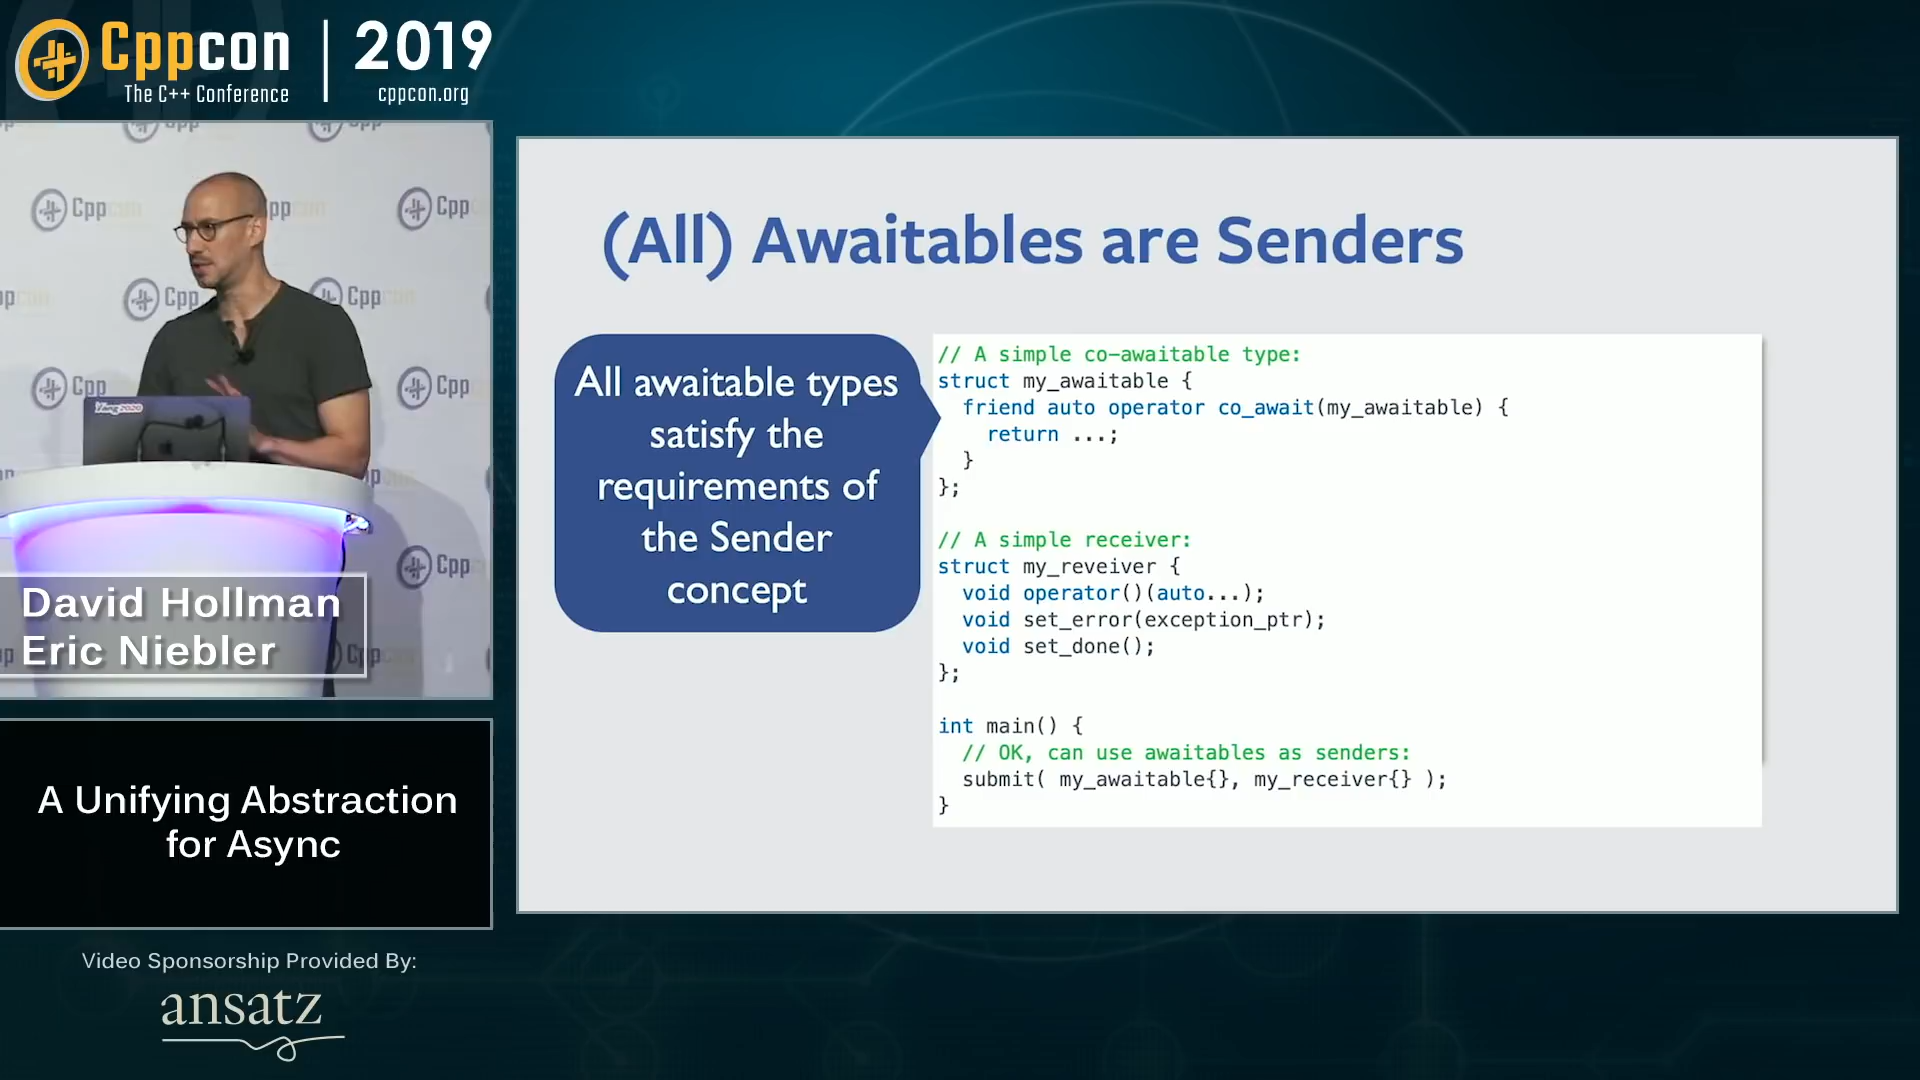 Cppcon
The C++ Conference
2019
cppcon.org
Yang2020
David Hollman
Eric Niebler
A Unifying Abstraction
for Async
Video Sponsorship Provided By:
ansatz
(All) Awaitables are Senders
All awaitable types
satisfy the
requirements of
the Sender
concept
// A simple co-awaitable type:
struct my_awaitable {
friend auto operator co_await(my_awaitable) {
return ...;
}
};
// A simple receiver:
struct my_reveiver {
void operator()(auto...);
void set_error(exception_ptr);
void set_done();
};
int main() {
// OK, can use awaitables as senders:
submit( my_awaitable{}, my_receiver{} );
}